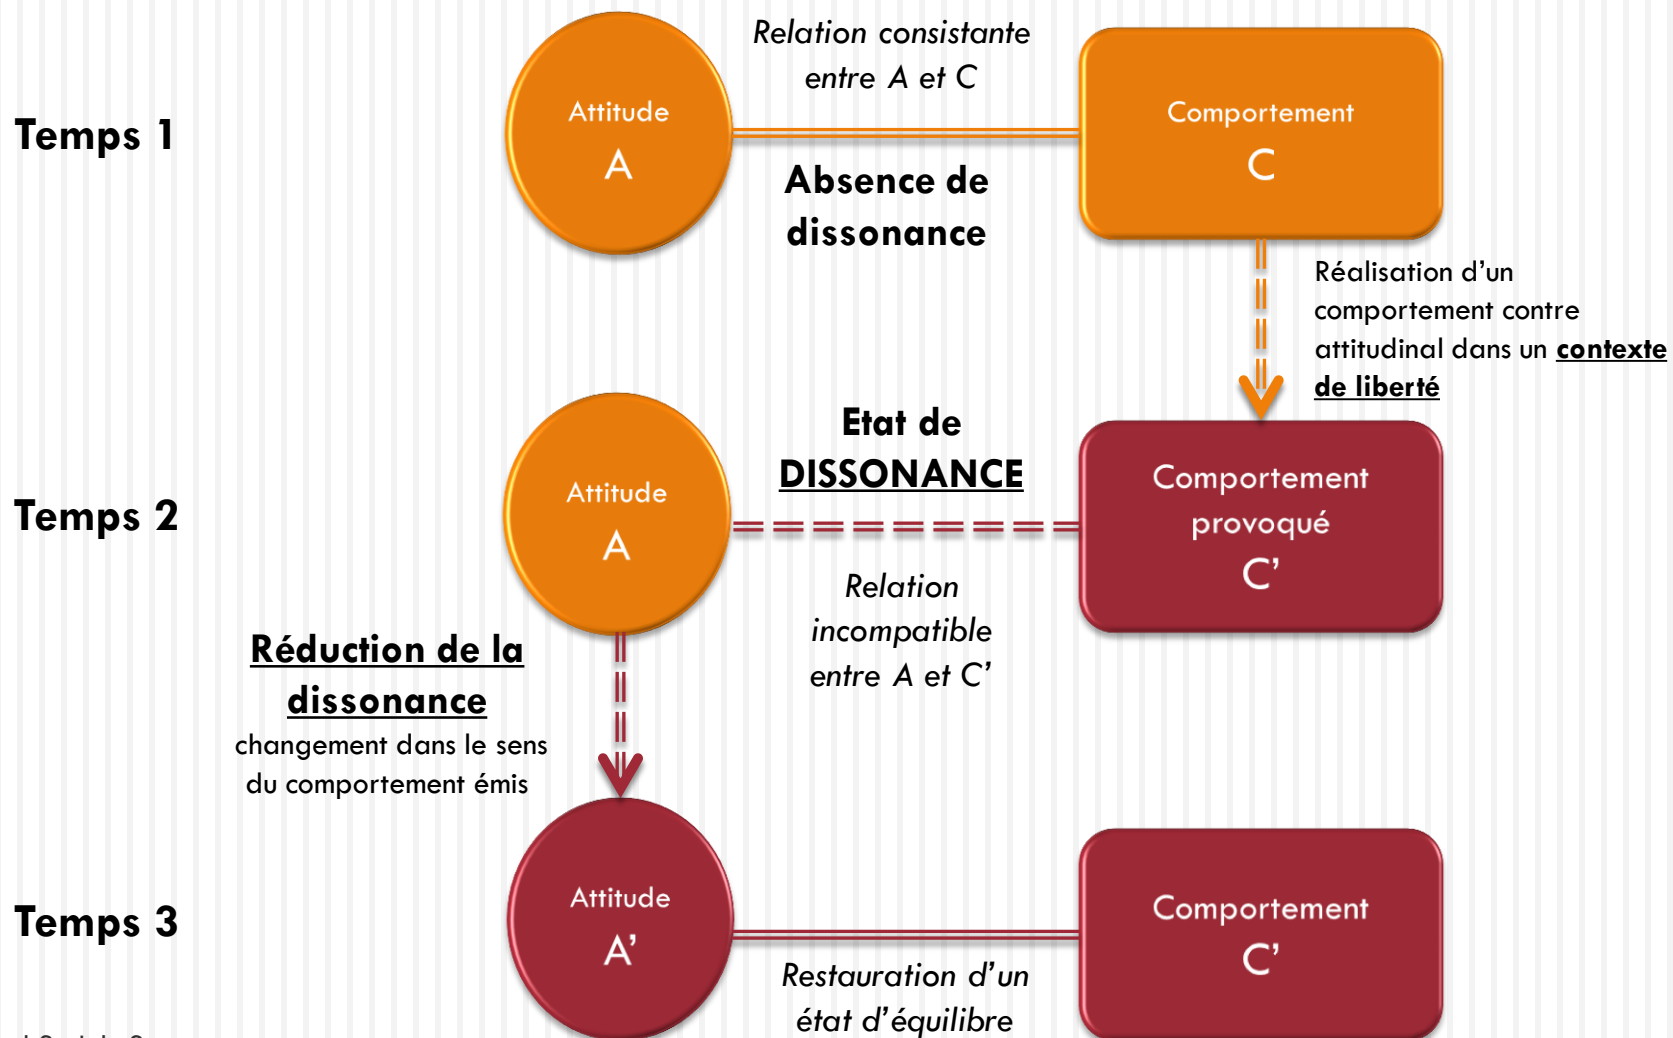 Relation consistante
entre A et C
Temps 1
Attitude
A
Absence de
dissonance
Comportement
C
Réalisation d'un
comportement contre
attitudinal dans un contexte
de liberté
Temps 2
Attitude
A
Etat de
DISSONANCE
Relation
incompatible
entre A et C'
Comportement
provoqué
C'
Réduction de la
dissonance
changement dans le sens
du comportement émis
Temps 3
Attitude
A'
Restauration d'un
état d'équilibre
Comportement
C'